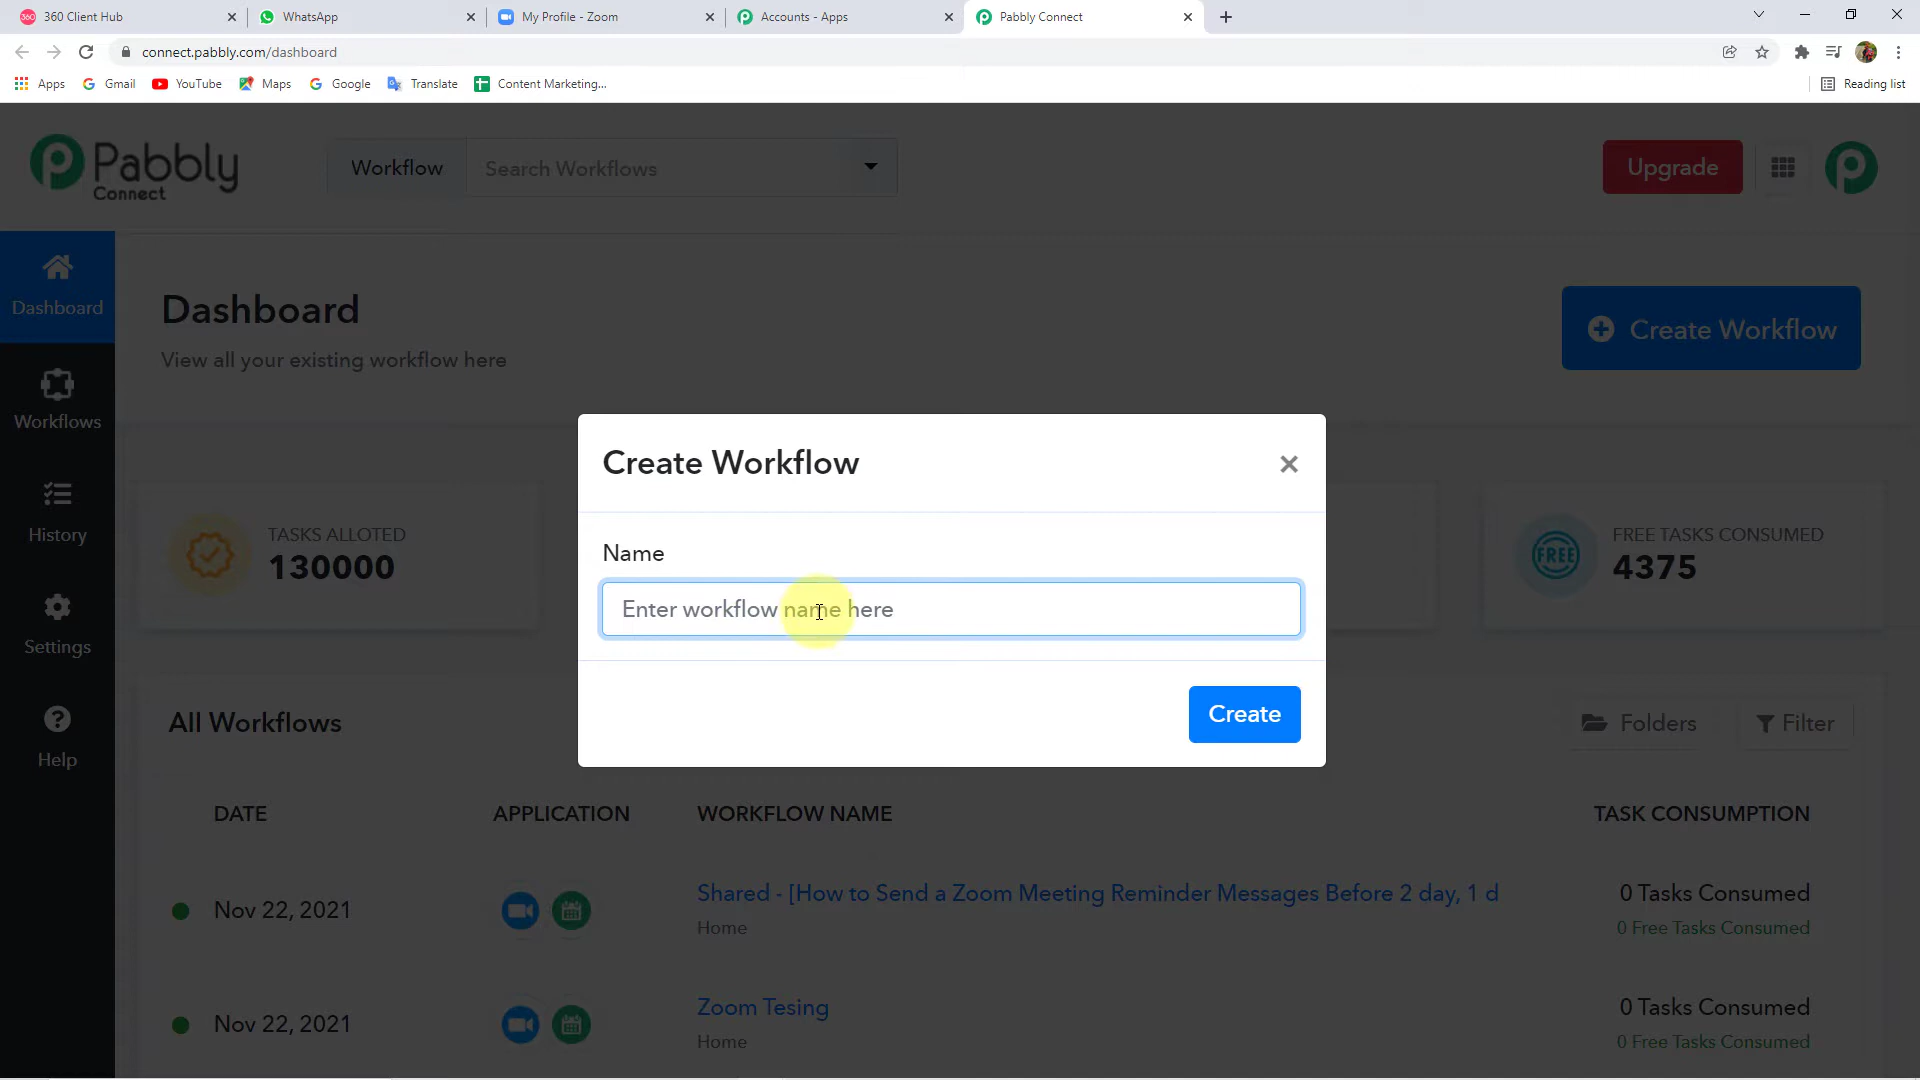 360 Client Hub
WhatsApp
My Profile - Zoom
Accounts - Apps
Pabbly Connect
connect.pabbly.com/dashboard
Apps
Gmail
YouTube
Maps
Google
Translate
Content Marketing...
Reading list
Pabbly
Connect
Workflow
Search Workflows
Upgrade
Dashboard
Workflows
History
Settings
Help
Dashboard
View all your existing workflow here
Create Workflow
TASKS ALLOTED
130000
FREE
FREE TASKS CONSUMED
4375
Create Workflow
Name
Enter workflow name here
Create
All Workflows
Folders
Filter
DATE APPLICATION WORKFLOW NAME TASK CONSUMPTION
Nov 22, 2021 Shared - [How to Send a Zoom Meeting Reminder Messages Before 2 day, 1 d 0 Tasks Consumed
Home 0 Free Tasks Consumed
Nov 22, 2021 Zoom Tesing 0 Tasks Consumed
Home 0 Free Tasks Consumed